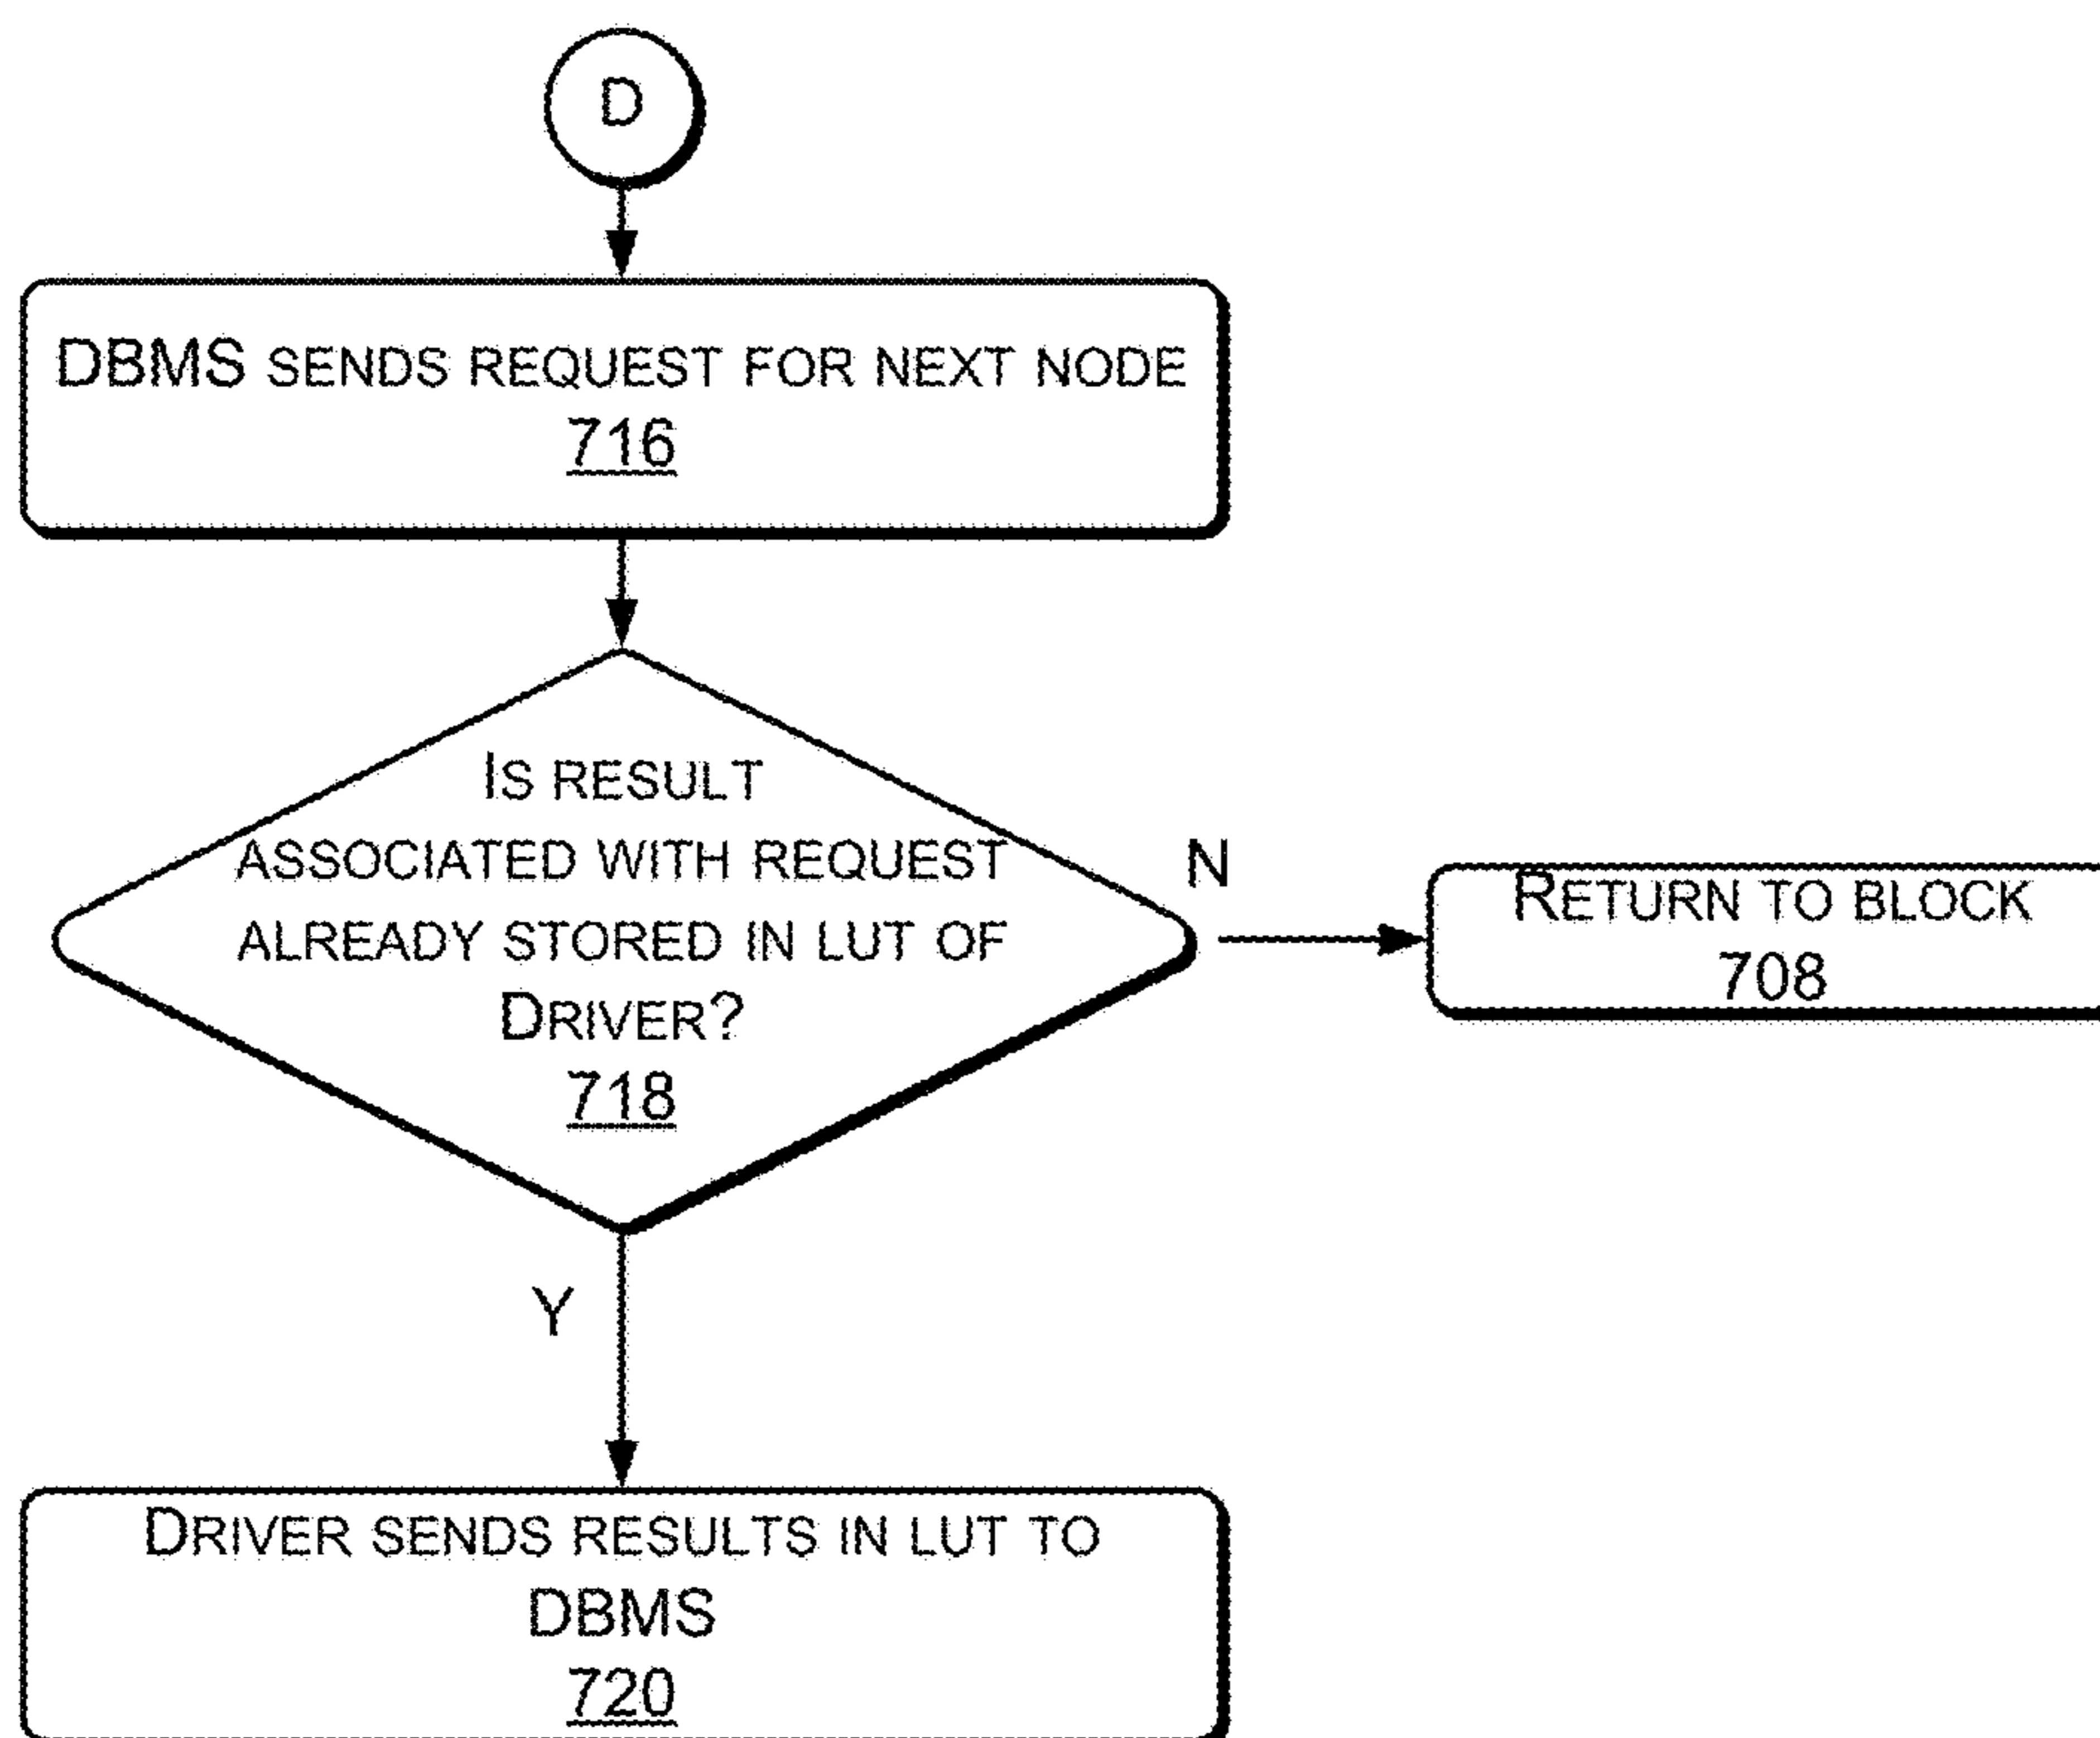 D
DBMS SENDS REQUEST FOR NEXT NODE
716
IS RESULT
ASSOCIATED WITH REQUEST
ALREADY STORED IN LUT OF
DRIVER?
718
N
RETURN TO BLOCK
708
Y
DRIVER SENDS RESULTS IN LUT TO
DBMS
720